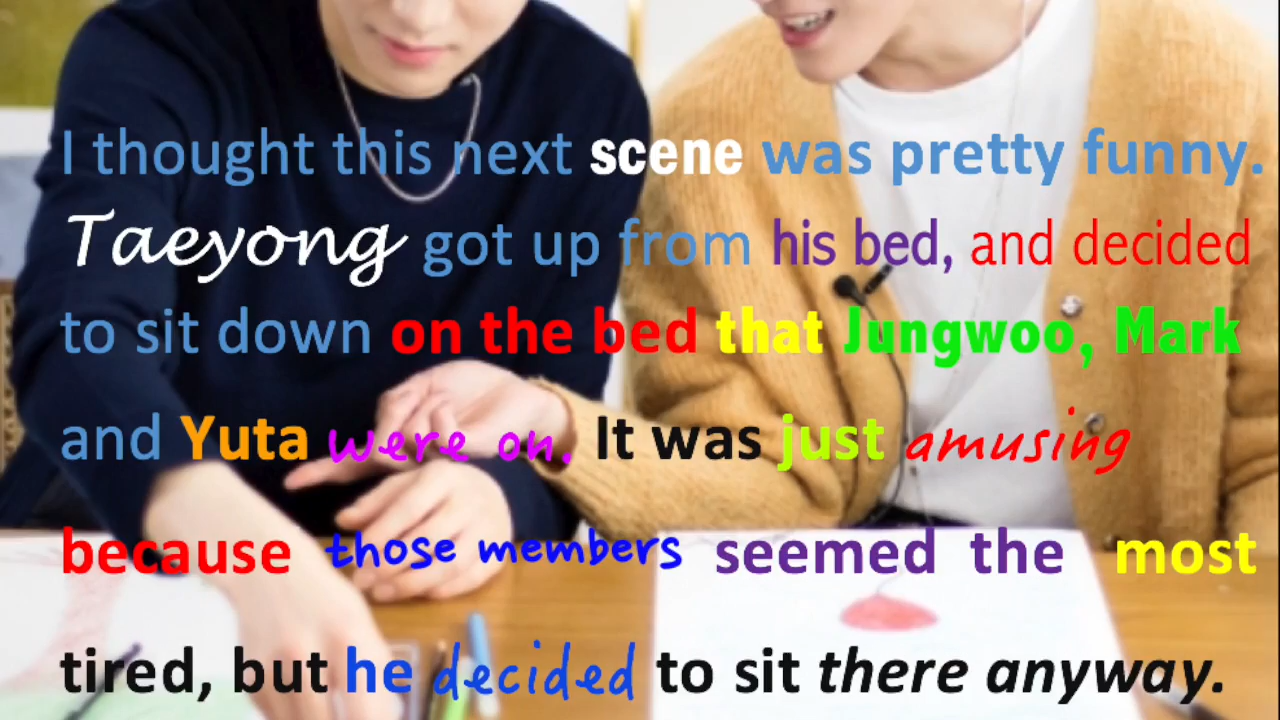 I thought this next scene was pretty funny.
Taeyong got up from his bed, and decided
to sit down on the bed that Jungwoo, Mark
and Yuta were on. It was just amusing
because those members seemed the most
tired, but he decided to sit there anyway.